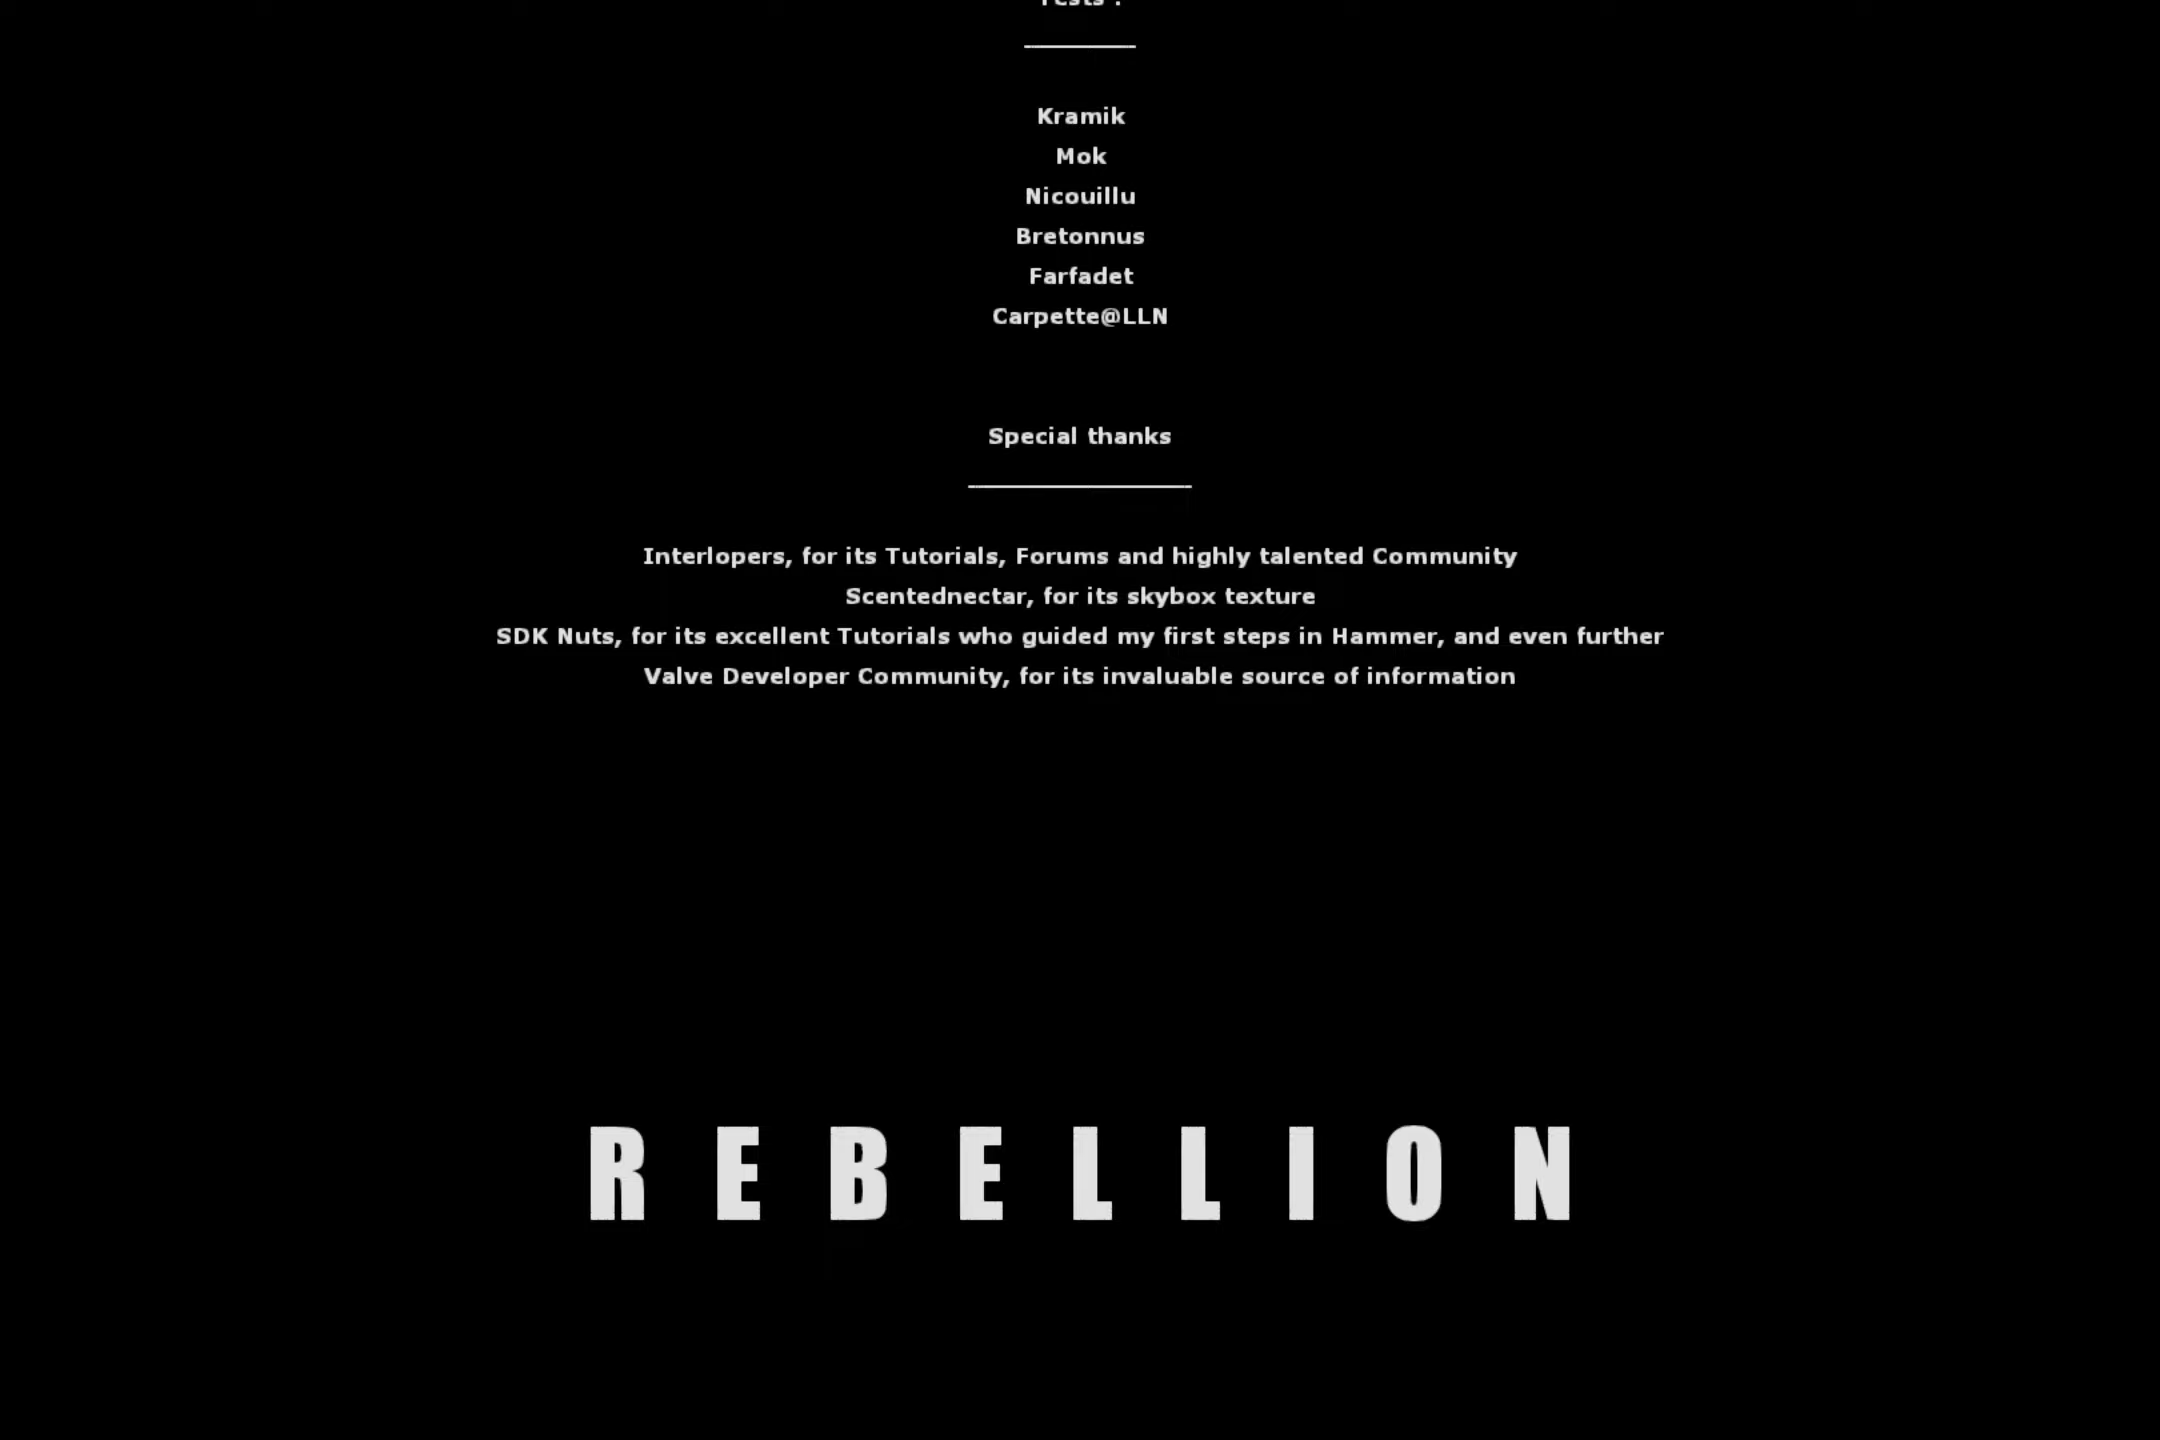 Tests :
Kramik
Mok
Nicouillu
Bretonnus
Farfadet
Carpette@LLN
Special thanks
Interlopers, for its Tutorials, Forums and highly talented Community
Scentednectar, for its skybox texture
SDK Nuts, for its excellent Tutorials who guided my first steps in Hammer, and even further
Valve Developer Community, for its invaluable source of information
R E B E L L I O N